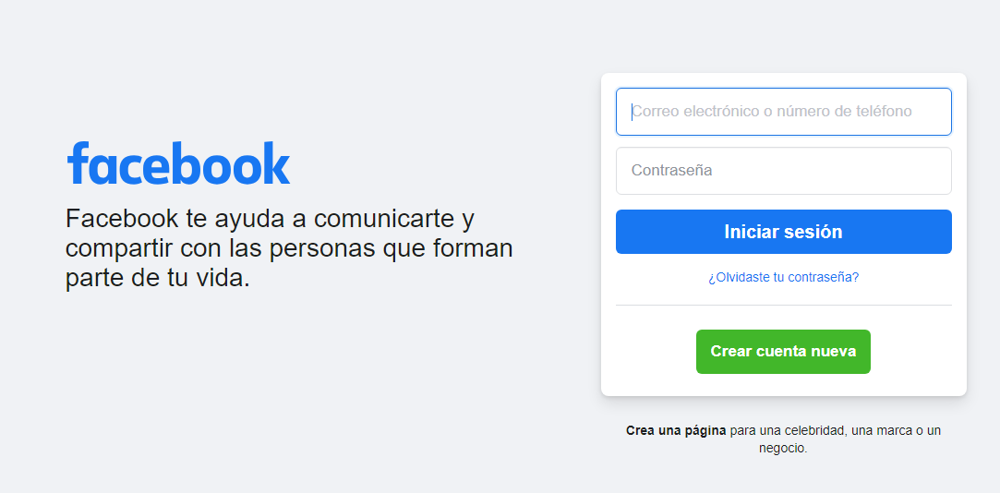 facebook
Facebook te ayuda a comunicarte y
compartir con las personas que forman
parte de tu vida.
Correo electrónico o número de teléfono
Contraseña
Iniciar sesión
¿Olvidaste tu contraseña?
Crear cuenta nueva
Crea una página para una celebridad, una marca o un
negocio.